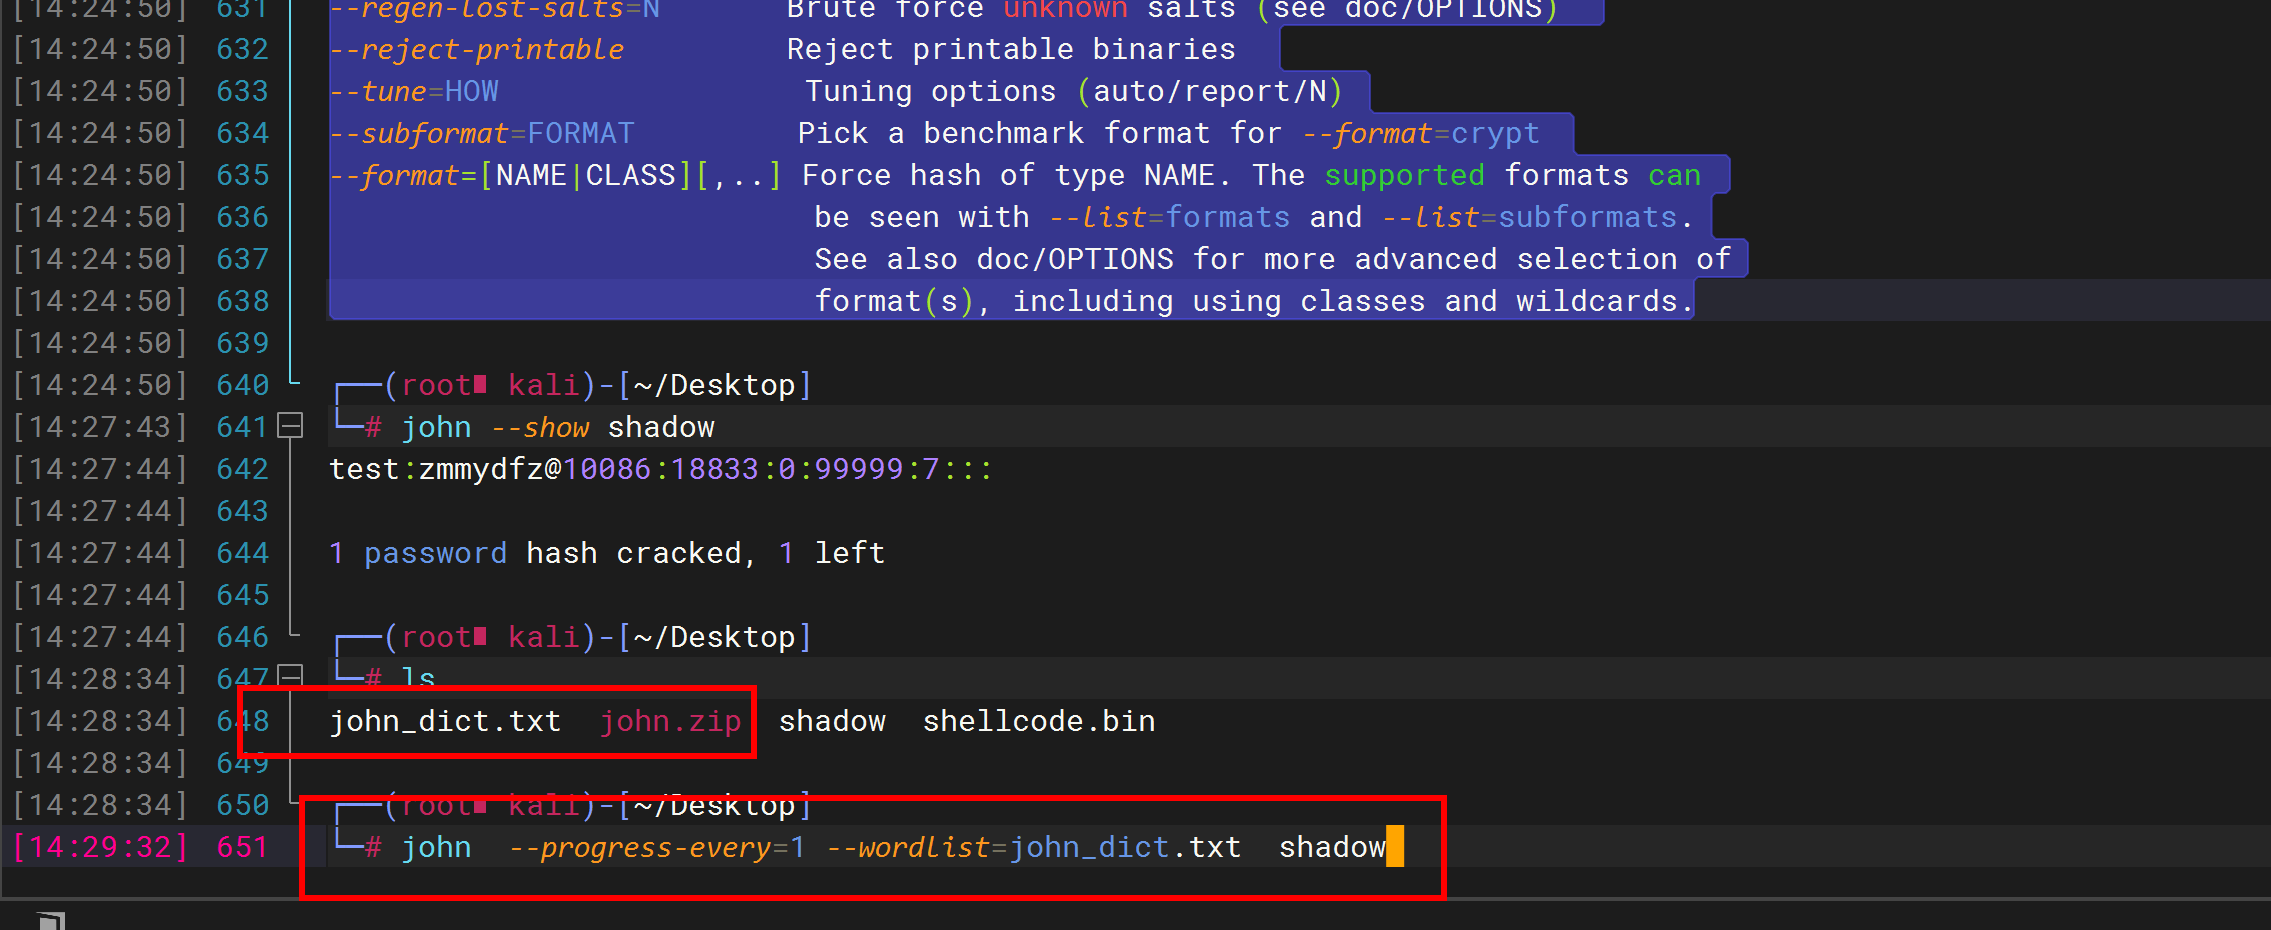 [14:24:50] 631 --regen-lost-salts=N Brute force unknown salts (see doc/OPTIONS)
[14:24:50] 632 --reject-printable Reject printable binaries
[14:24:50] 633 --tune=HOW Tuning options (auto/report/N)
[14:24:50] 634 --subformat=FORMAT Pick a benchmark format for --format=crypt
[14:24:50] 635 --format=[NAME|CLASS][,..] Force hash of type NAME. The supported formats can
[14:24:50] 636 be seen with --list=formats and --list=subformats.
[14:24:50] 637 See also doc/OPTIONS for more advanced selection of
[14:24:50] 638 format(s), including using classes and wildcards.
[14:24:50] 639
[14:24:50] 640 ┌──(root kali)-[~/Desktop]
[14:27:43] 641 └─# john --show shadow
[14:27:44] 642 test:zmmydfz@10086:18833:0:99999:7:::
[14:27:44] 643
[14:27:44] 644 1 password hash cracked, 1 left
[14:27:44] 645
[14:27:44] 646 ┌──(root kali)-[~/Desktop]
[14:28:34] 647 └─# ls
[14:28:34] 648 john_dict.txt john.zip shadow shellcode.bin
[14:28:34] 649
[14:28:34] 650 ┌──(root kali)-[~/Desktop]
[14:29:32] 651 └─# john --progress-every=1 --wordlist=john_dict.txt shadow